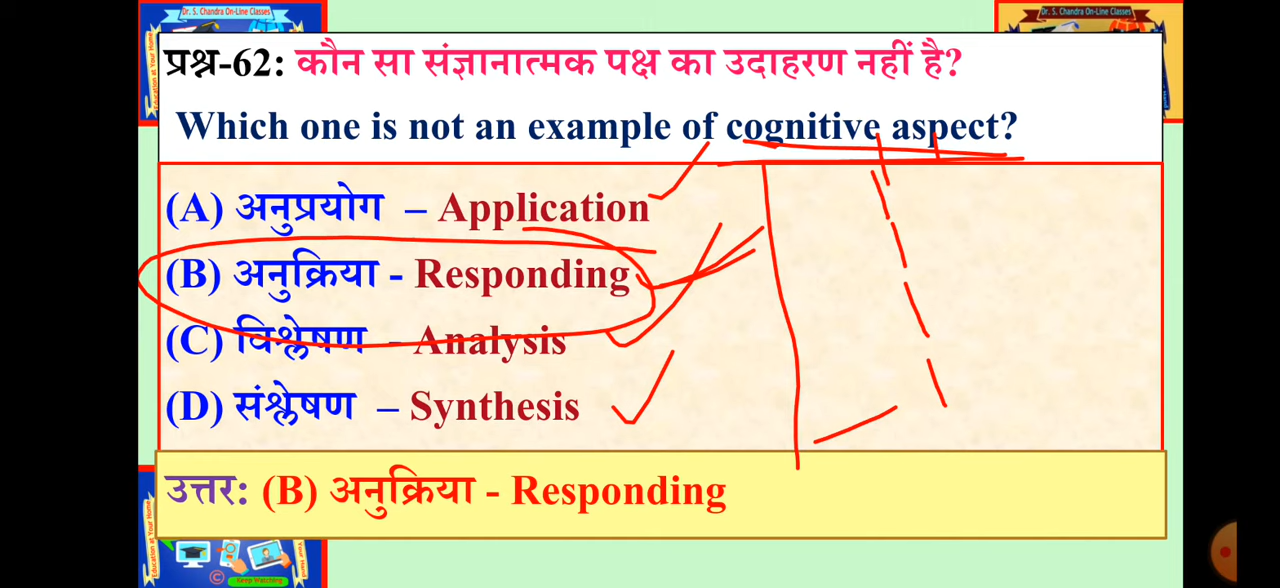 Dr. S. Chandra On-Line Classes
Dr. S. Chandra On-Line Classes
प्रश्न-62: कौन सा संज्ञानात्मक पक्ष का उदाहरण नहीं है?
Which one is not an example of cognitive aspect?
(A) अनुप्रयोग – Application
(B) अनुक्रिया - Responding
(C) विश्लेषण - Analysis
(D) संश्लेषण – Synthesis
उत्तर: (B) अनुक्रिया - Responding
© Keep Watching